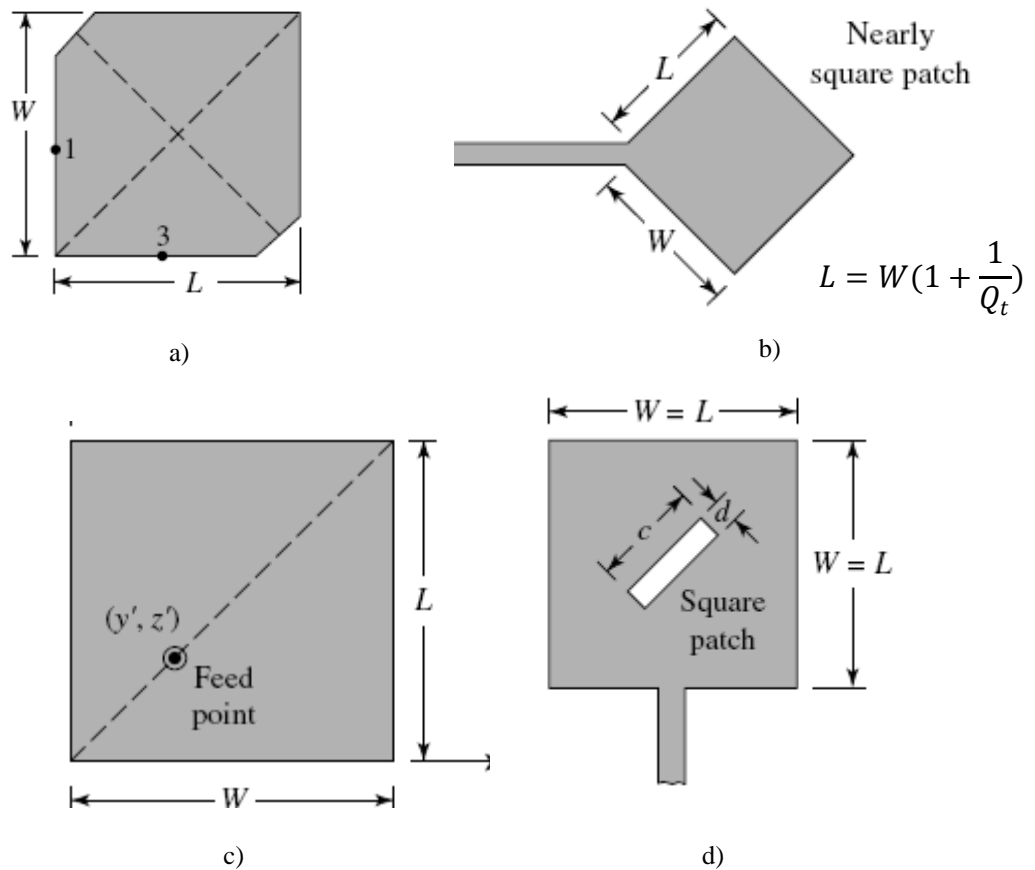 W
1
3
L
a)
Nearly
square patch
L
W
L = W(1 + 1/Q_t)
b)
(y′, z′)
Feed
point
L
W
c)
W = L
c
d
W = L
Square
patch
d)